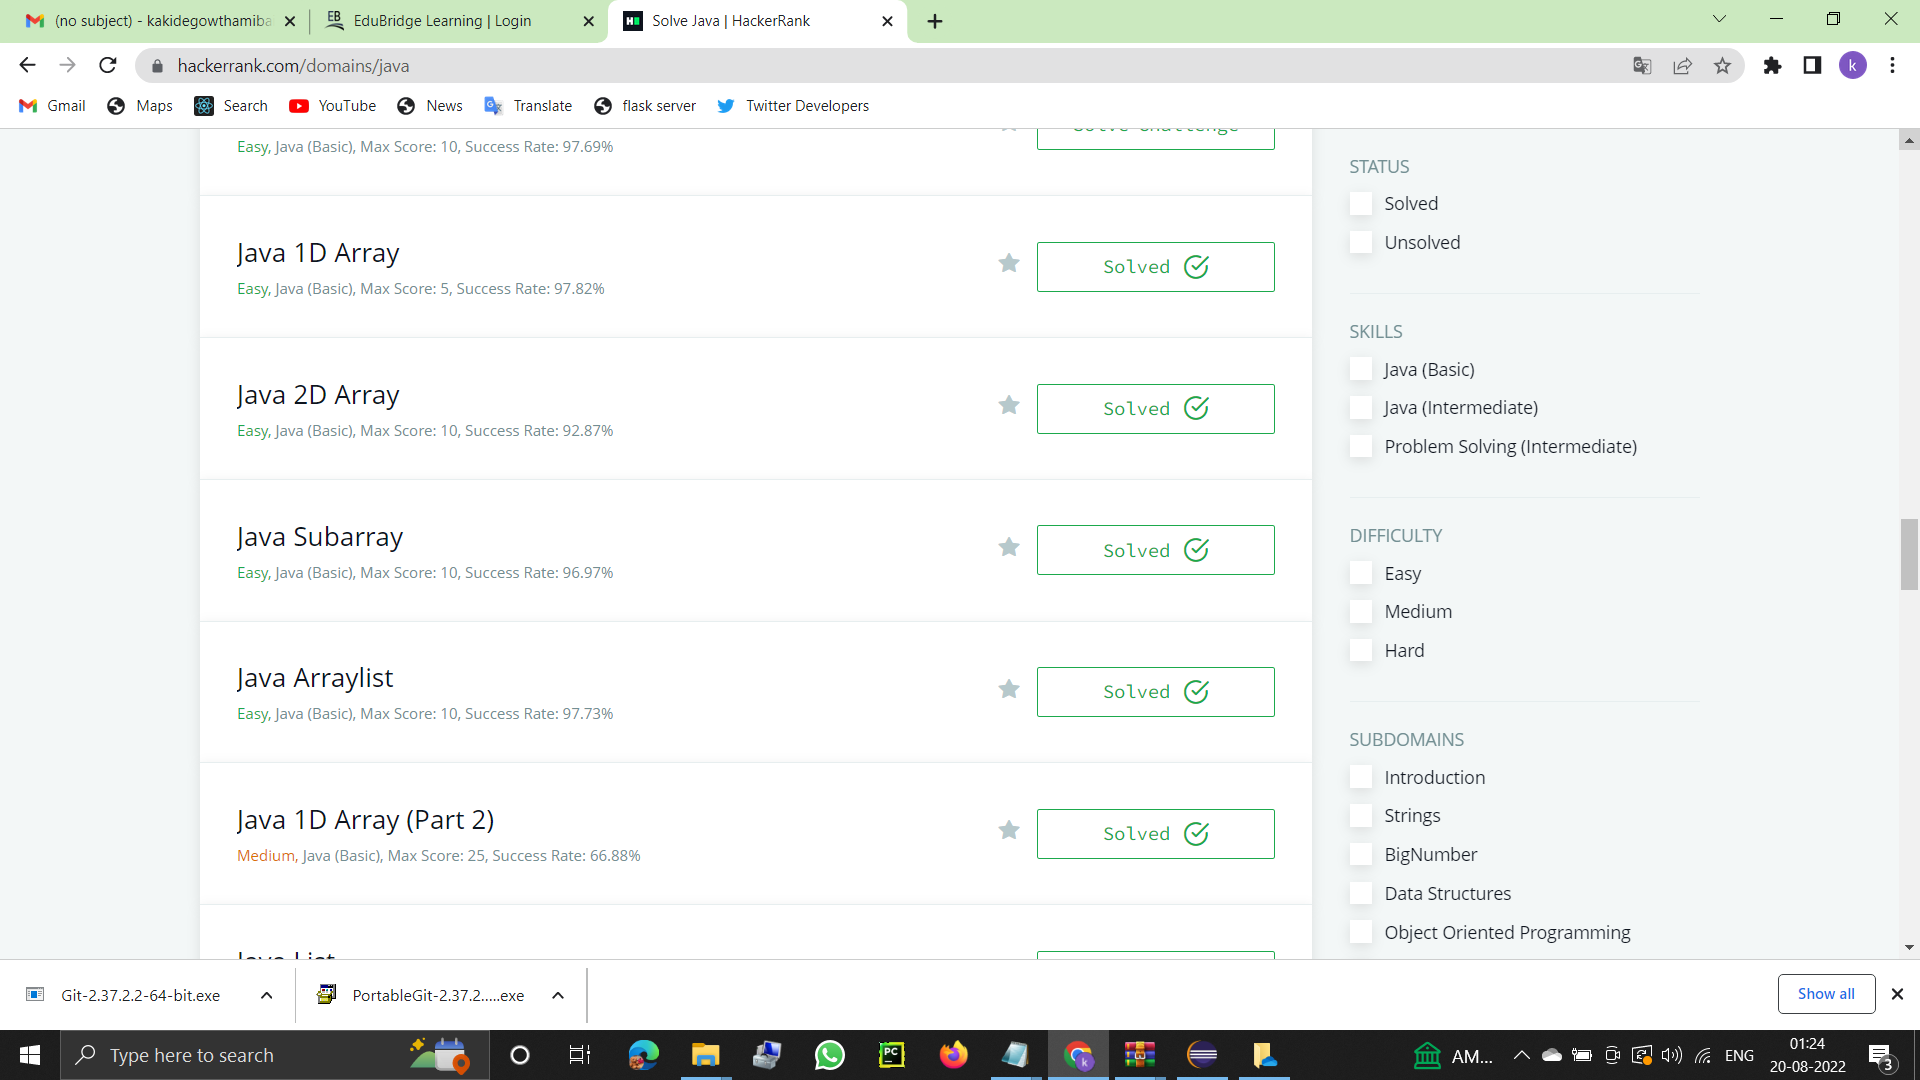 (no subject) - kakidegowthamiba
EduBridge Learning | Login
Solve Java | HackerRank
hackerrank.com/domains/java
k
Gmail
Maps
Search
YouTube
News
Translate
flask server
Twitter Developers
Solve Challenge
Easy, Java (Basic), Max Score: 10, Success Rate: 97.69%
Java 1D Array
Easy, Java (Basic), Max Score: 5, Success Rate: 97.82%
Solved
Java 2D Array
Easy, Java (Basic), Max Score: 10, Success Rate: 92.87%
Solved
Java Subarray
Easy, Java (Basic), Max Score: 10, Success Rate: 96.97%
Solved
Java Arraylist
Easy, Java (Basic), Max Score: 10, Success Rate: 97.73%
Solved
Java 1D Array (Part 2)
Medium, Java (Basic), Max Score: 25, Success Rate: 66.88%
Solved
Java List
STATUS
Solved
Unsolved
SKILLS
Java (Basic)
Java (Intermediate)
Problem Solving (Intermediate)
DIFFICULTY
Easy
Medium
Hard
SUBDOMAINS
Introduction
Strings
BigNumber
Data Structures
Object Oriented Programming
Git-2.37.2.2-64-bit.exe
PortableGit-2.37.2.....exe
Show all
Type here to search
AM...
ENG
01:24
20-08-2022
3